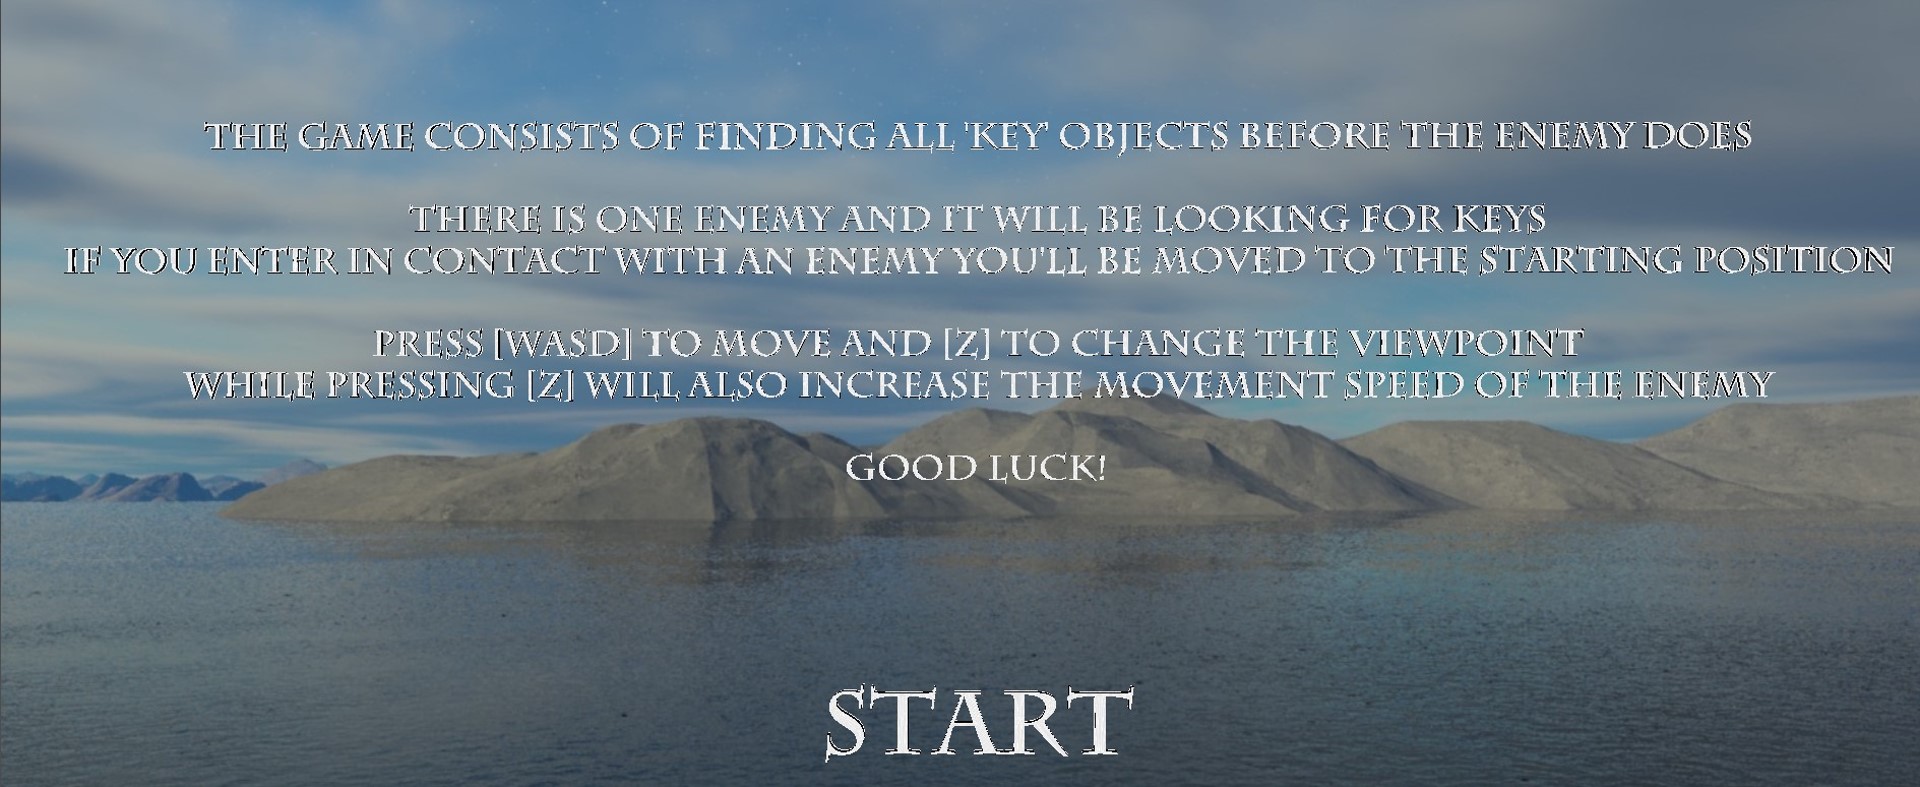 THE GAME CONSISTS OF FINDING ALL 'KEY' OBJECTS BEFORE THE ENEMY DOES
THERE IS ONE ENEMY AND IT WILL BE LOOKING FOR KEYS
IF YOU ENTER IN CONTACT WITH AN ENEMY YOU'LL BE MOVED TO THE STARTING POSITION
PRESS [WASD] TO MOVE AND [Z] TO CHANGE THE VIEWPOINT
WHILE PRESSING [Z] WILL ALSO INCREASE THE MOVEMENT SPEED OF THE ENEMY
GOOD LUCK!
START